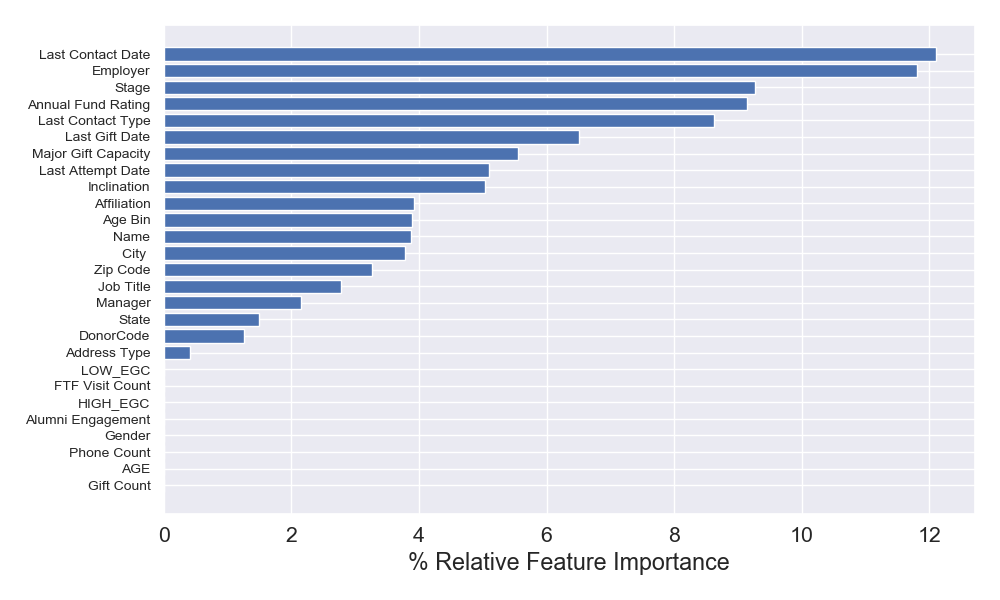 Last Contact Date
Employer
Stage
Annual Fund Rating
Last Contact Type
Last Gift Date
Major Gift Capacity
Last Attempt Date
Inclination
Affiliation
Age Bin
Name
City
Zip Code
Job Title
Manager
State
DonorCode
Address Type
LOW_EGC
FTF Visit Count
HIGH_EGC
Alumni Engagement
Gender
Phone Count
AGE
Gift Count
0 2 4 6 8 10 12
% Relative Feature Importance